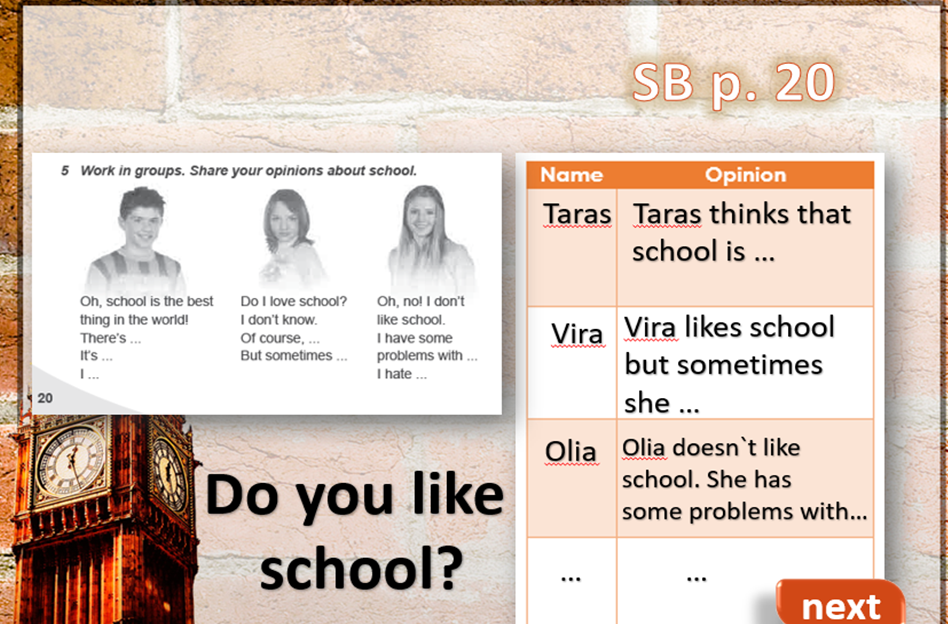 SB p. 20
5 Work in groups. Share your opinions about school.
Oh, school is the best
thing in the world!
There's ...
It's ...
I ...
Do I love school?
I don't know.
Of course, ...
But sometimes ...
Oh, no! I don't
like school.
I have some
problems with ...
I hate ...
20
Name Opinion
Taras Taras thinks that
school is ...
Vira Vira likes school
but sometimes
she ...
Olia Olia doesn`t like
school. She has
some problems with...
... ...
Do you like
school?
next